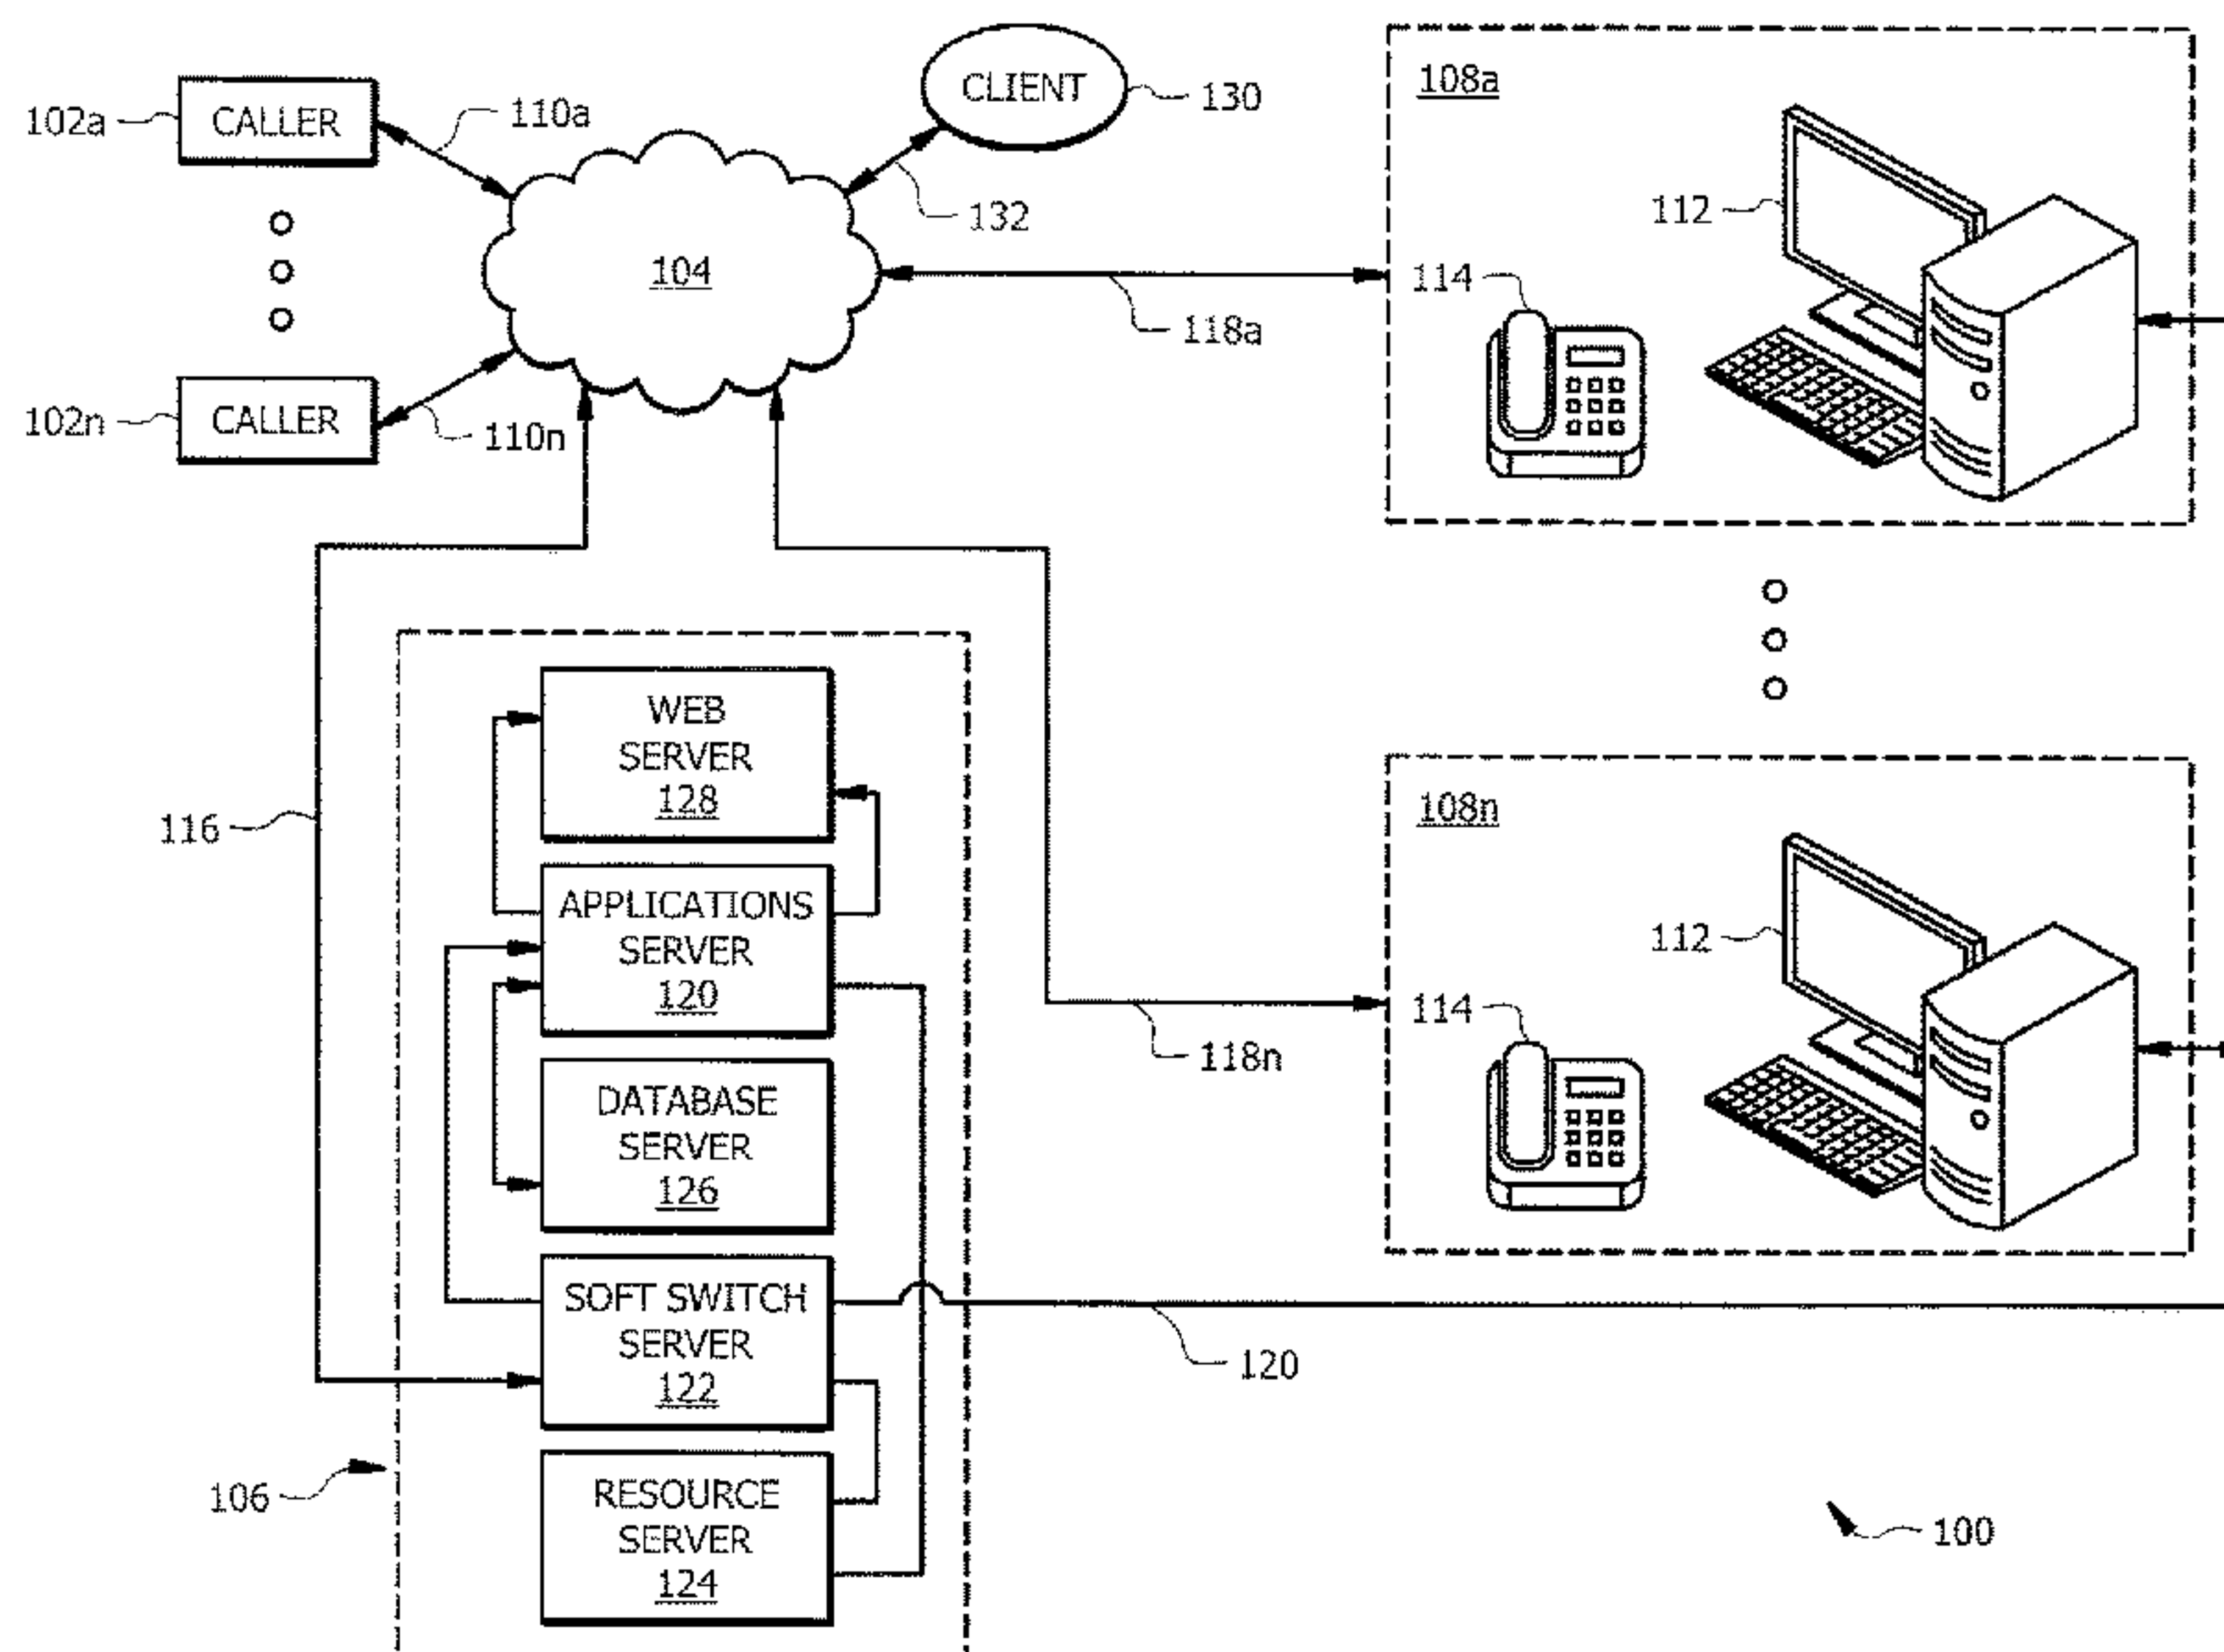 102a
CALLER
110a
CLIENT
130
132
104
118a
102n
CALLER
110n
108a
112
114
116
WEB
SERVER
128
APPLICATIONS
SERVER
120
DATABASE
SERVER
126
SOFT SWITCH
SERVER
122
RESOURCE
SERVER
124
106
118n
108n
112
114
120
100